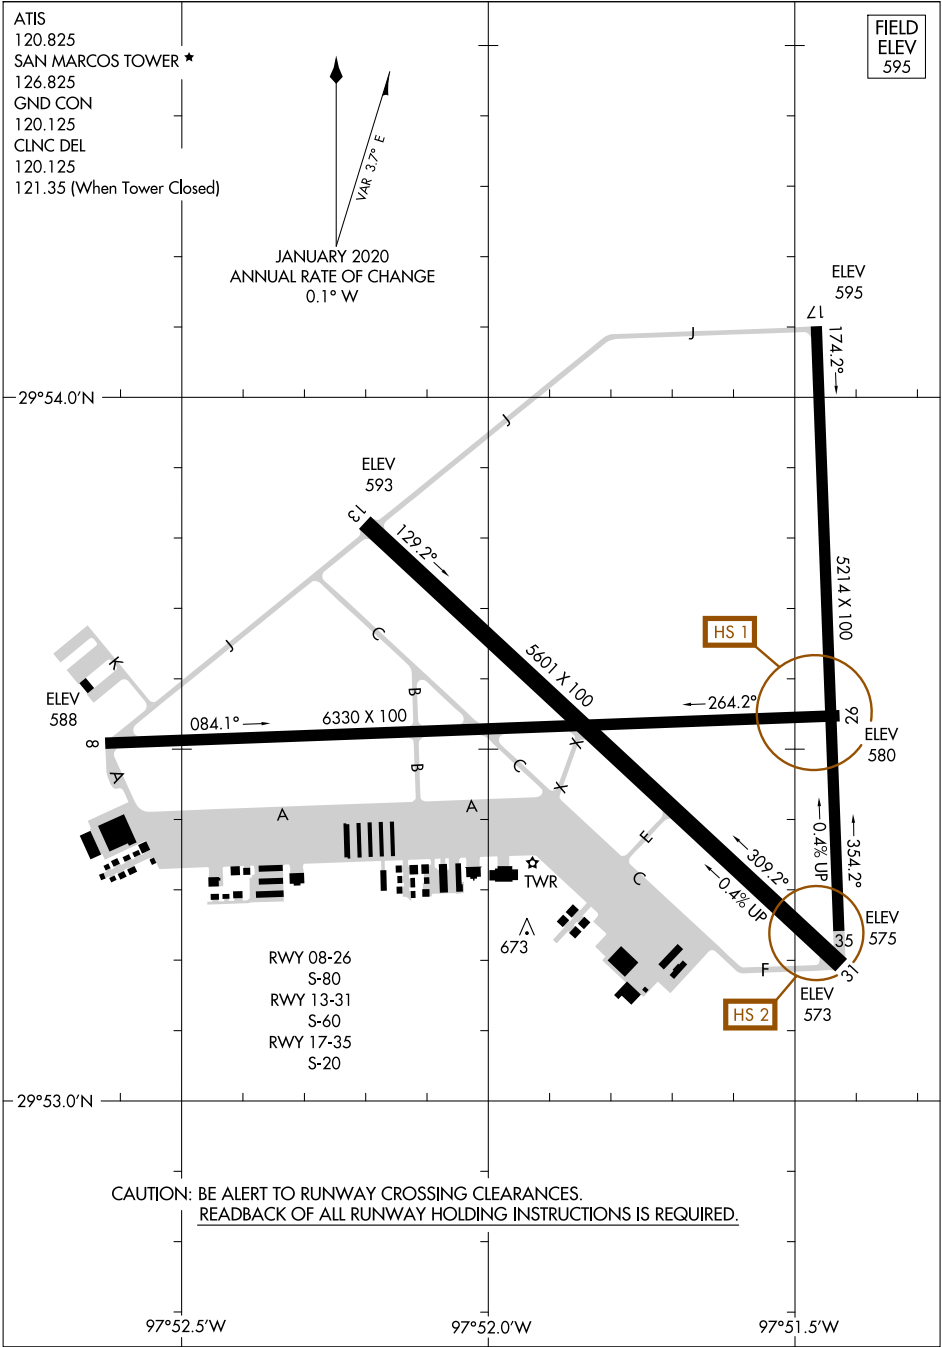 ATIS
120.825
SAN MARCOS TOWER ★
126.825
GND CON
120.125
CLNC DEL
120.125
121.35 (When Tower Closed)
FIELD
ELEV
595
VAR 3.7° E
JANUARY 2020
ANNUAL RATE OF CHANGE
0.1° W
ELEV
595
17
J
174.2°
29°54.0'N
J
ELEV
593
13
129.2°
5214 X 100
HS 1
C
J
K
5601 X 100
B
ELEV
588
084.1°
6330 X 100
264.2°
26
ELEV
580
8
X
A
B
C
X
A
A
E
0.4% UP
354.2°
309.2°
C
0.4% UP
TWR
673
ELEV
575
35
31
F
ELEV
573
HS 2
RWY 08-26
S-80
RWY 13-31
S-60
RWY 17-35
S-20
29°53.0'N
CAUTION: BE ALERT TO RUNWAY CROSSING CLEARANCES.
READBACK OF ALL RUNWAY HOLDING INSTRUCTIONS IS REQUIRED.
97°52.5'W
97°52.0'W
97°51.5'W